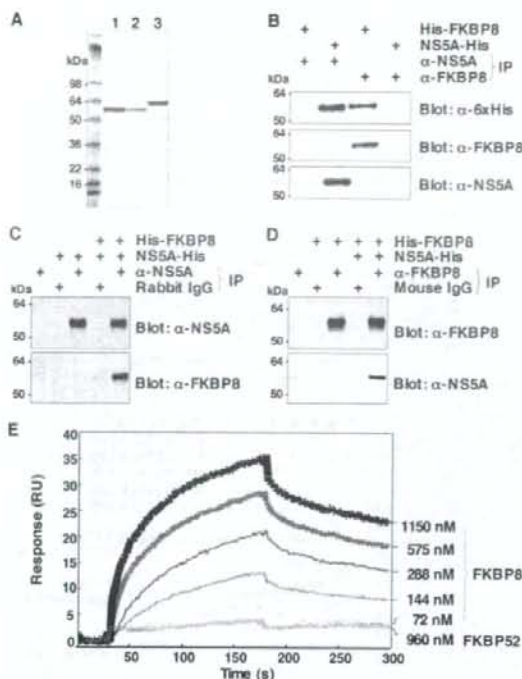 A
1 2 3
kDa
98
64
50
36
22
16
B
His-FKBP8
NS5A-His
α-NS5A
α-FKBP8
IP
kDa
64
50
Blot: α-6xHis
64
50
Blot: α-FKBP8
64
50
Blot: α-NS5A
C
His-FKBP8
NS5A-His
α-NS5A
Rabbit IgG
IP
kDa
64
50
Blot: α-NS5A
64
50
Blot: α-FKBP8
D
His-FKBP8
NS5A-His
α-FKBP8
Mouse IgG
IP
kDa
64
50
Blot: α-FKBP8
64
50
Blot: α-NS5A
E
Response (RU)
40
35
30
25
20
15
10
5
0
50 100 150 200 250 300
Time (s)
1150 nM
575 nM
288 nM
144 nM
72 nM
FKBP8
960 nM FKBP52